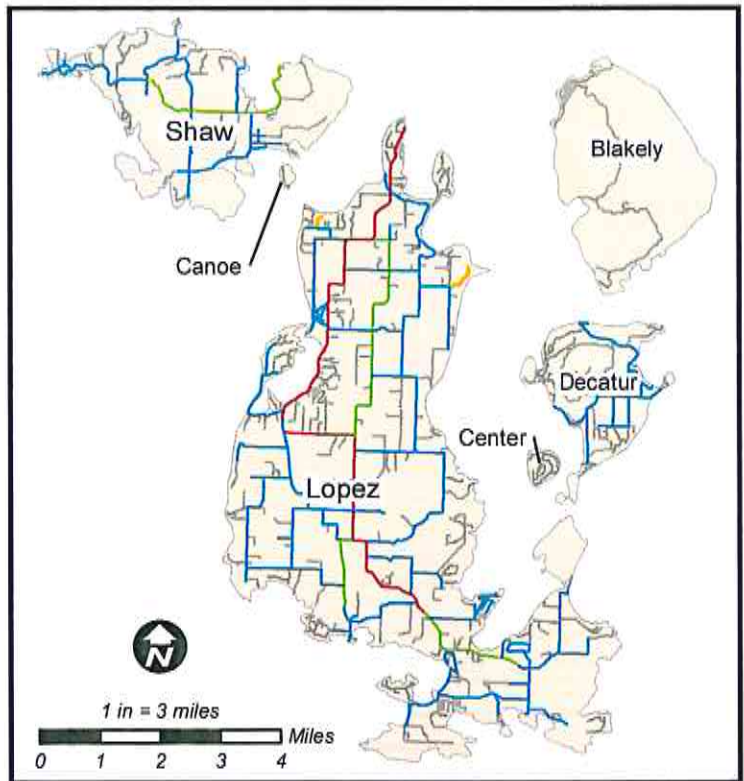 Shaw
Blakely
Canoe
Decatur
Center
Lopez
N
1 in = 3 miles
Miles
0 1 2 3 4